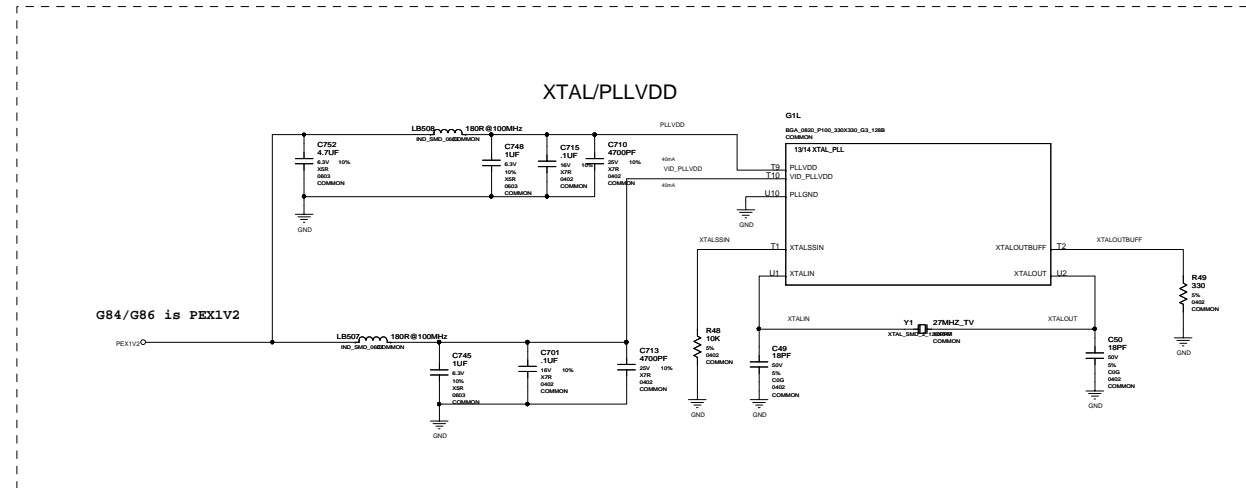 XTAL/PLLVDD
G1L
BGA_0820_P100_330X330_G3_128B
COMMON
13/14 XTAL_PLL
LB508
180R@100MHz
COMMON
PLLVDD
C752
4.7UF
6.3V 10%
X5R
0603
COMMON
C748
1UF
6.3V
10%
X5R
0603
COMMON
C715
.1UF
16V 10%
X7R
0402
COMMON
C710
4700PF
25V 10%
X7R
0402
COMMON
GND
40mA
VID_PLLVDD
40mA
T9 PLLVDD
T10 VID_PLLVDD
U10 PLLGND
GND
XTALSSIN
T1 XTALSSIN
XTALOUTBUFF T2
XTALOUTBUFF
U1 XTALIN
XTALOUT U2
R49
330
5%
0402
COMMON
GND
G84/G86 is PEX1V2
PEX1V2
LB507
180R@100MHz
COMMON
C745
1UF
6.3V
10%
X5R
0603
COMMON
C701
.1UF
16V 10%
X7R
0402
COMMON
C713
4700PF
25V 10%
X7R
0402
COMMON
GND
R48
10K
5%
0402
COMMON
GND
XTALIN
Y1 27MHZ_TV
COMMON
XTALOUT
C49
18PF
50V
5%
C0G
0402
COMMON
GND
C50
18PF
50V
5%
C0G
0402
COMMON
GND